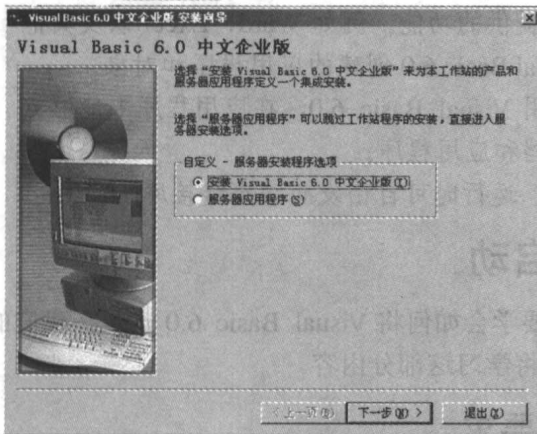 Visual Basic 6.0 中文企业版 安装向导
Visual Basic 6.0 中文企业版
选择“安装 Visual Basic 6.0 中文企业版”来为本工作站的产品和
服务器应用程序定义一个集成安装。
选择“服务器应用程序”可以跳过工作站程序的安装，直接进入服
务器安装选项。
自定义 - 服务器安装程序选项
安装 Visual Basic 6.0 中文企业版(I)
服务器应用程序(S)
<上一步(B) 下一步(N) > 退出(X)